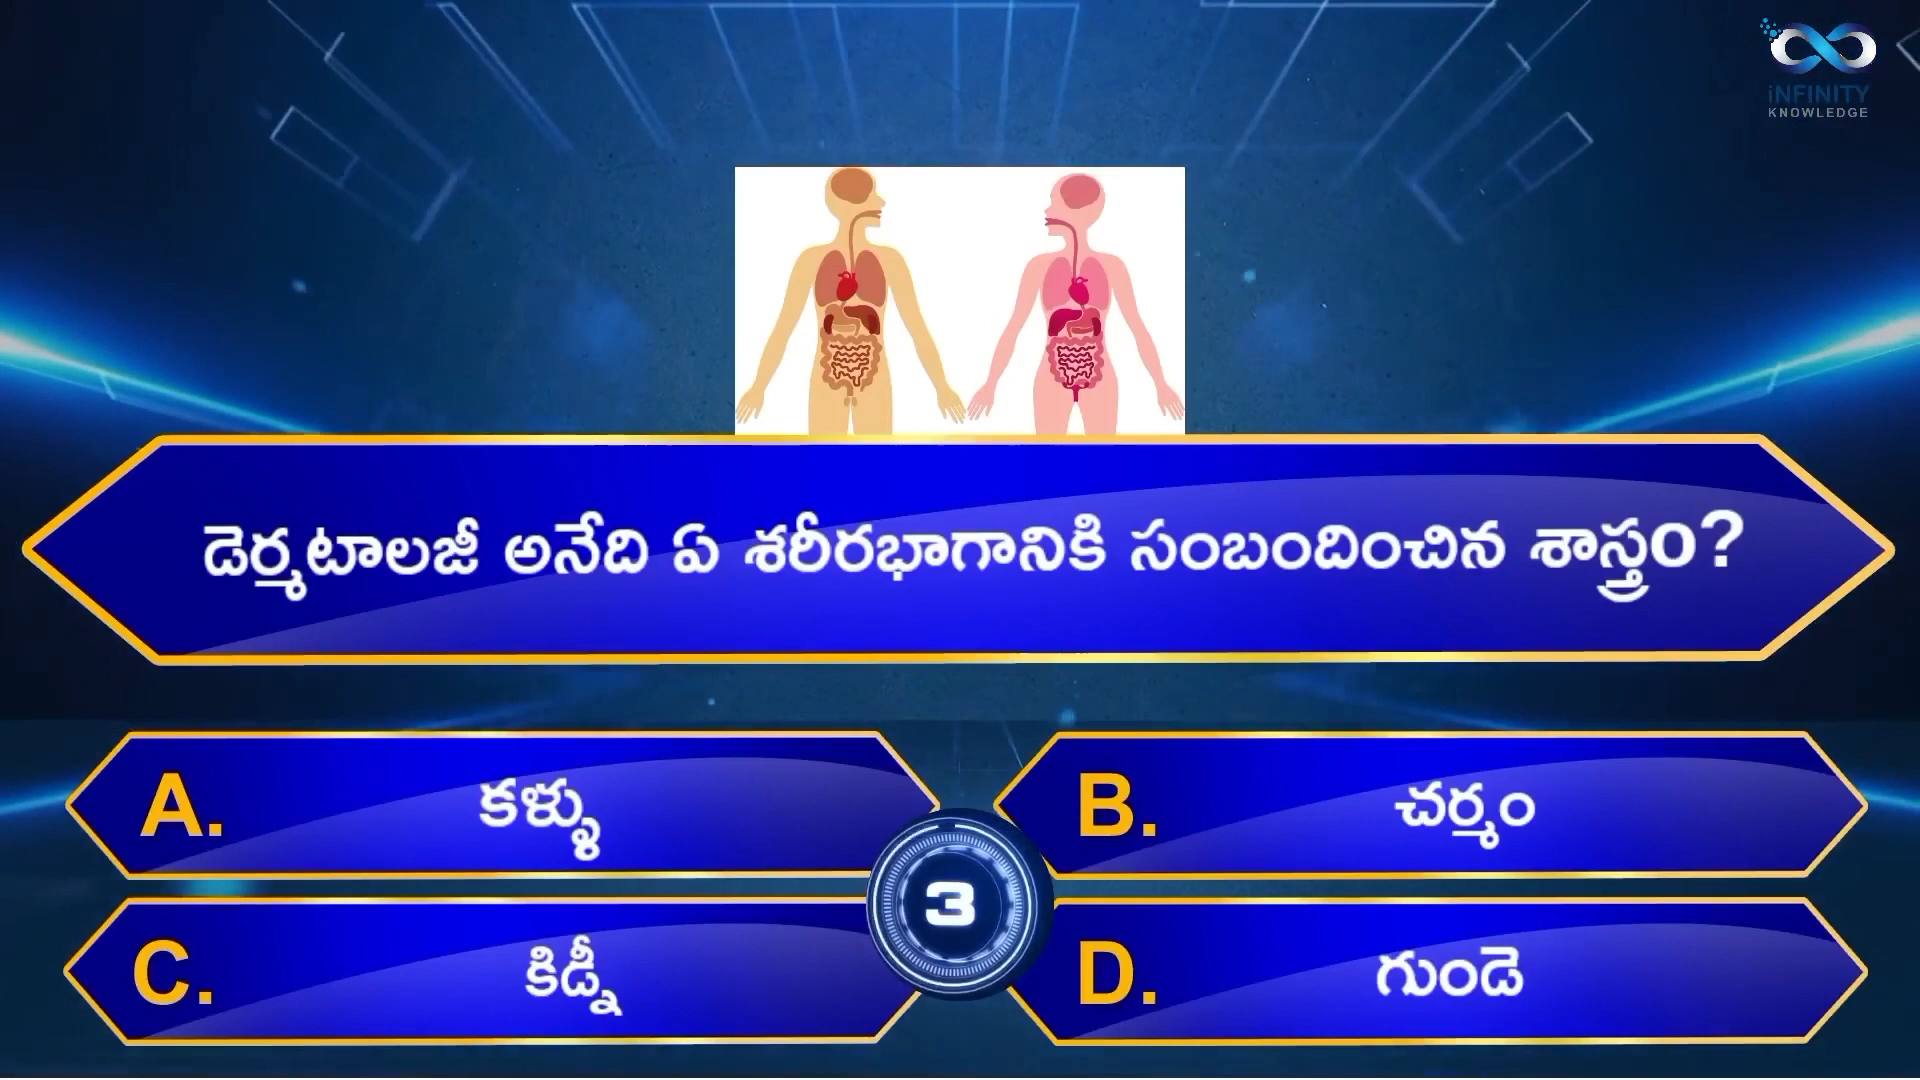 iNFINITY
KNOWLEDGE
డెర్మటాలజీ అనేది ఏ శరీరభాగానికి సంబందించిన శాస్త్రం?
A. కళ్ళు
B. చర్మం
3
C. కిడ్నీ
D. గుండె